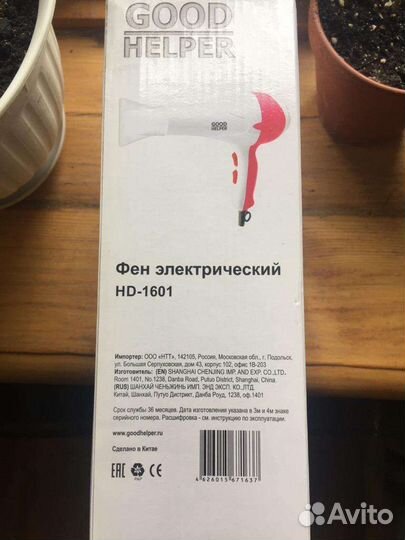 GOOD
HELPER
GOOD
HELPER
Фен электрический
HD-1601
Импортер: ООО «НТТ», 142105, Россия, Московская обл., г. Подольск,
ул. Большая Серпуховская, дом 43, корпус 102, офис 1В-203
Изготовитель: (EN) SHANGHAI CHENJING IMP. AND EXP. CO.,LTD.
Room 1401, No.1238, Danba Road, Putuo District, Shanghai, China.
(RUS) ШАНХАЙ ЧЕНЬЖИНЬ ИМП. ЭНД ЭКСП. КО.,ЛТД.
Китай, Шанхай, Путуо Дистрикт, Данба Роуд, 1238, оф.1401
Срок службы 36 месяцев. Дата изготовления указана в 3м и 4м знаке
серийного номера. Расшифровка - см. инструкцию по эксплуатации.
www.goodhelper.ru
Сделано в Китае
EAC PAP CE
4626015671637
Avito